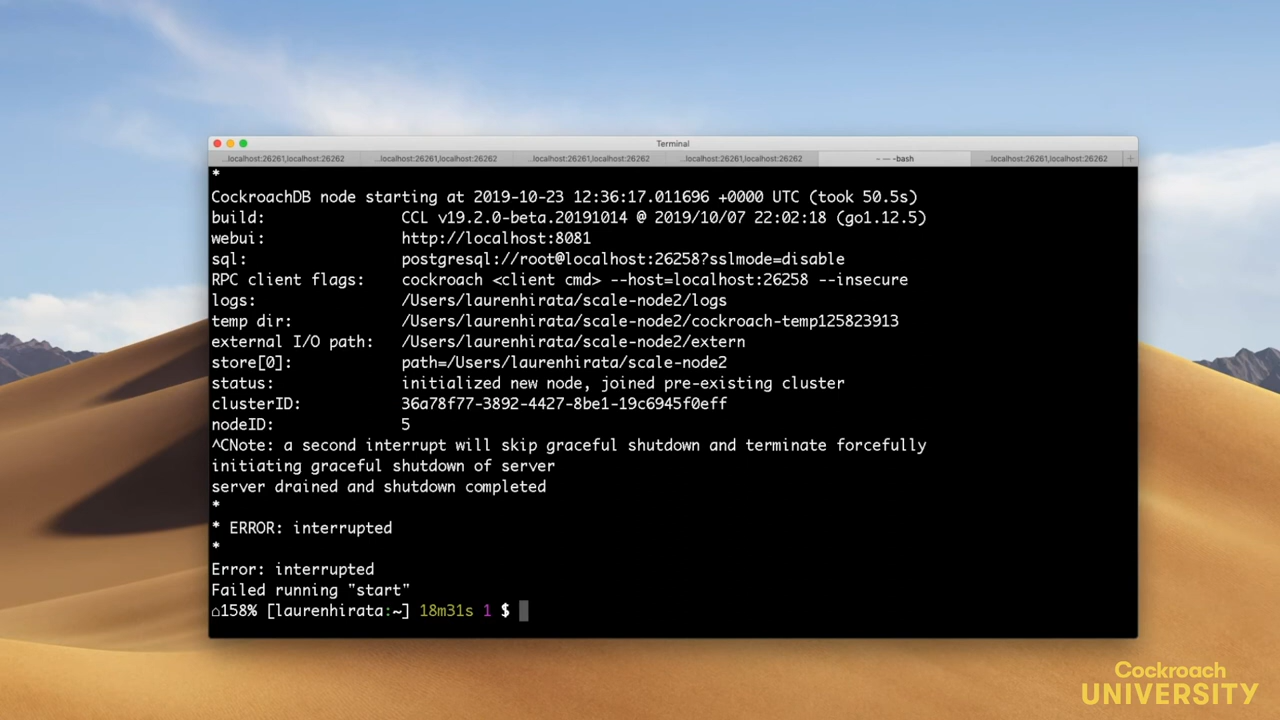 Terminal
...localhost:26261,localhost:26262 ...localhost:26261,localhost:26262 ...localhost:26261,localhost:26262 ...localhost:26261,localhost:26262 ~ — -bash ...localhost:26261,localhost:26262 +
*
CockroachDB node starting at 2019-10-23 12:36:17.011696 +0000 UTC (took 50.5s)
build: CCL v19.2.0-beta.20191014 @ 2019/10/07 22:02:18 (go1.12.5)
webui: http://localhost:8081
sql: postgresql://root@localhost:26258?sslmode=disable
RPC client flags: cockroach <client cmd> --host=localhost:26258 --insecure
logs: /Users/laurenhirata/scale-node2/logs
temp dir: /Users/laurenhirata/scale-node2/cockroach-temp125823913
external I/O path: /Users/laurenhirata/scale-node2/extern
store[0]: path=/Users/laurenhirata/scale-node2
status: initialized new node, joined pre-existing cluster
clusterID: 36a78f77-3892-4427-8be1-19c6945f0eff
nodeID: 5
^CNote: a second interrupt will skip graceful shutdown and terminate forcefully
initiating graceful shutdown of server
server drained and shutdown completed
*
* ERROR: interrupted
*
Error: interrupted
Failed running "start"
⌂158% [laurenhirata:~] 18m31s 1 $
Cockroach
UNIVERSITY